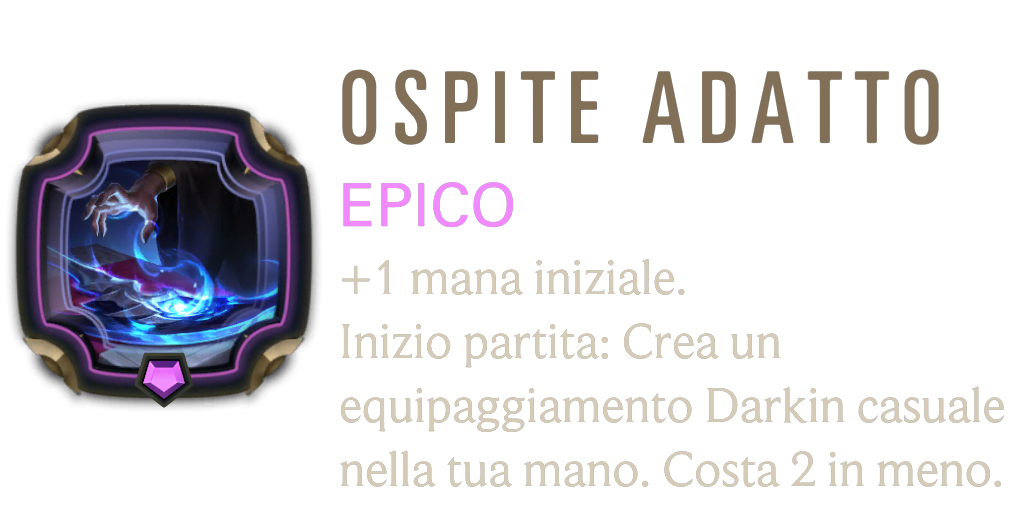 OSPITE ADATTO
EPICO
+1 mana iniziale.
Inizio partita: Crea un
equipaggiamento Darkin casuale
nella tua mano. Costa 2 in meno.